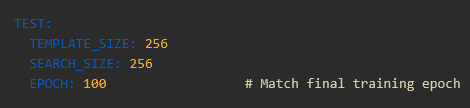 TEST:
TEMPLATE_SIZE: 256
SEARCH_SIZE: 256
EPOCH: 100 # Match final training epoch